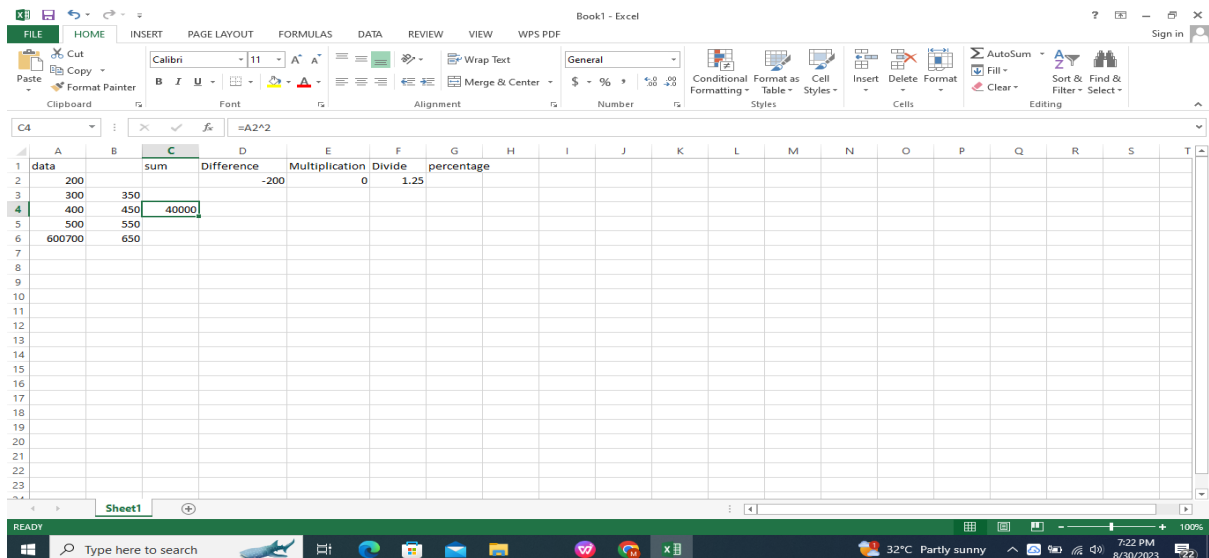 Book1 - Excel
FILE HOME INSERT PAGE LAYOUT FORMULAS DATA REVIEW VIEW WPS PDF Sign in
Cut
Copy
Format Painter
Paste
Calibri 11
B I U
Wrap Text
Merge & Center
General
$ % ,
Conditional Formatting
Format as Table
Cell Styles
Insert Delete Format
AutoSum
Fill
Clear
Sort & Filter
Find & Select
Clipboard Font Alignment Number Styles Cells Editing
C4 fx =A2^2
A B C D E F G H I J K L M N O P Q R S T
1 data sum Difference Multiplication Divide percentage
2 200 -200 0 1.25
3 300 350
4 400 450 40000
5 500 550
6 600700 650
7
8
9
10
11
12
13
14
15
16
17
18
19
20
21
22
23
Sheet1
READY 100%
Type here to search 32°C Partly sunny 7:22 PM
8/30/2023 22